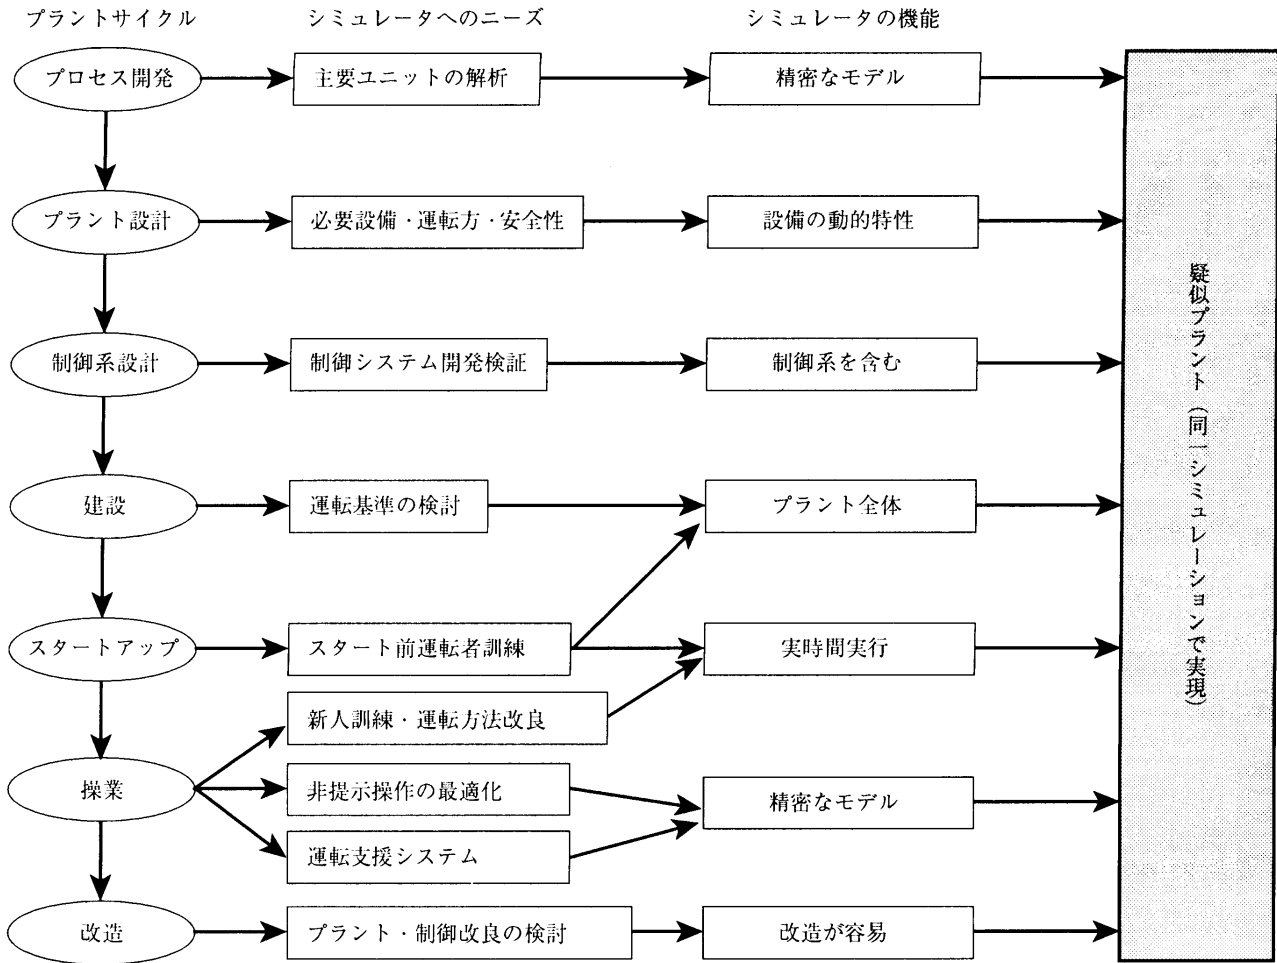 プラントサイクル
シミュレータへのニーズ
シミュレータの機能
プロセス開発
主要ユニットの解析
精密なモデル
プラント設計
必要設備・運転方・安全性
設備の動的特性
制御系設計
制御システム開発検証
制御系を含む
建設
運転基準の検討
プラント全体
スタートアップ
スタート前運転者訓練
実時間実行
新人訓練・運転方法改良
操業
非提示操作の最適化
精密なモデル
運転支援システム
改造
プラント・制御改良の検討
改造が容易
疑似プラント（同一シミュレーションで実現）